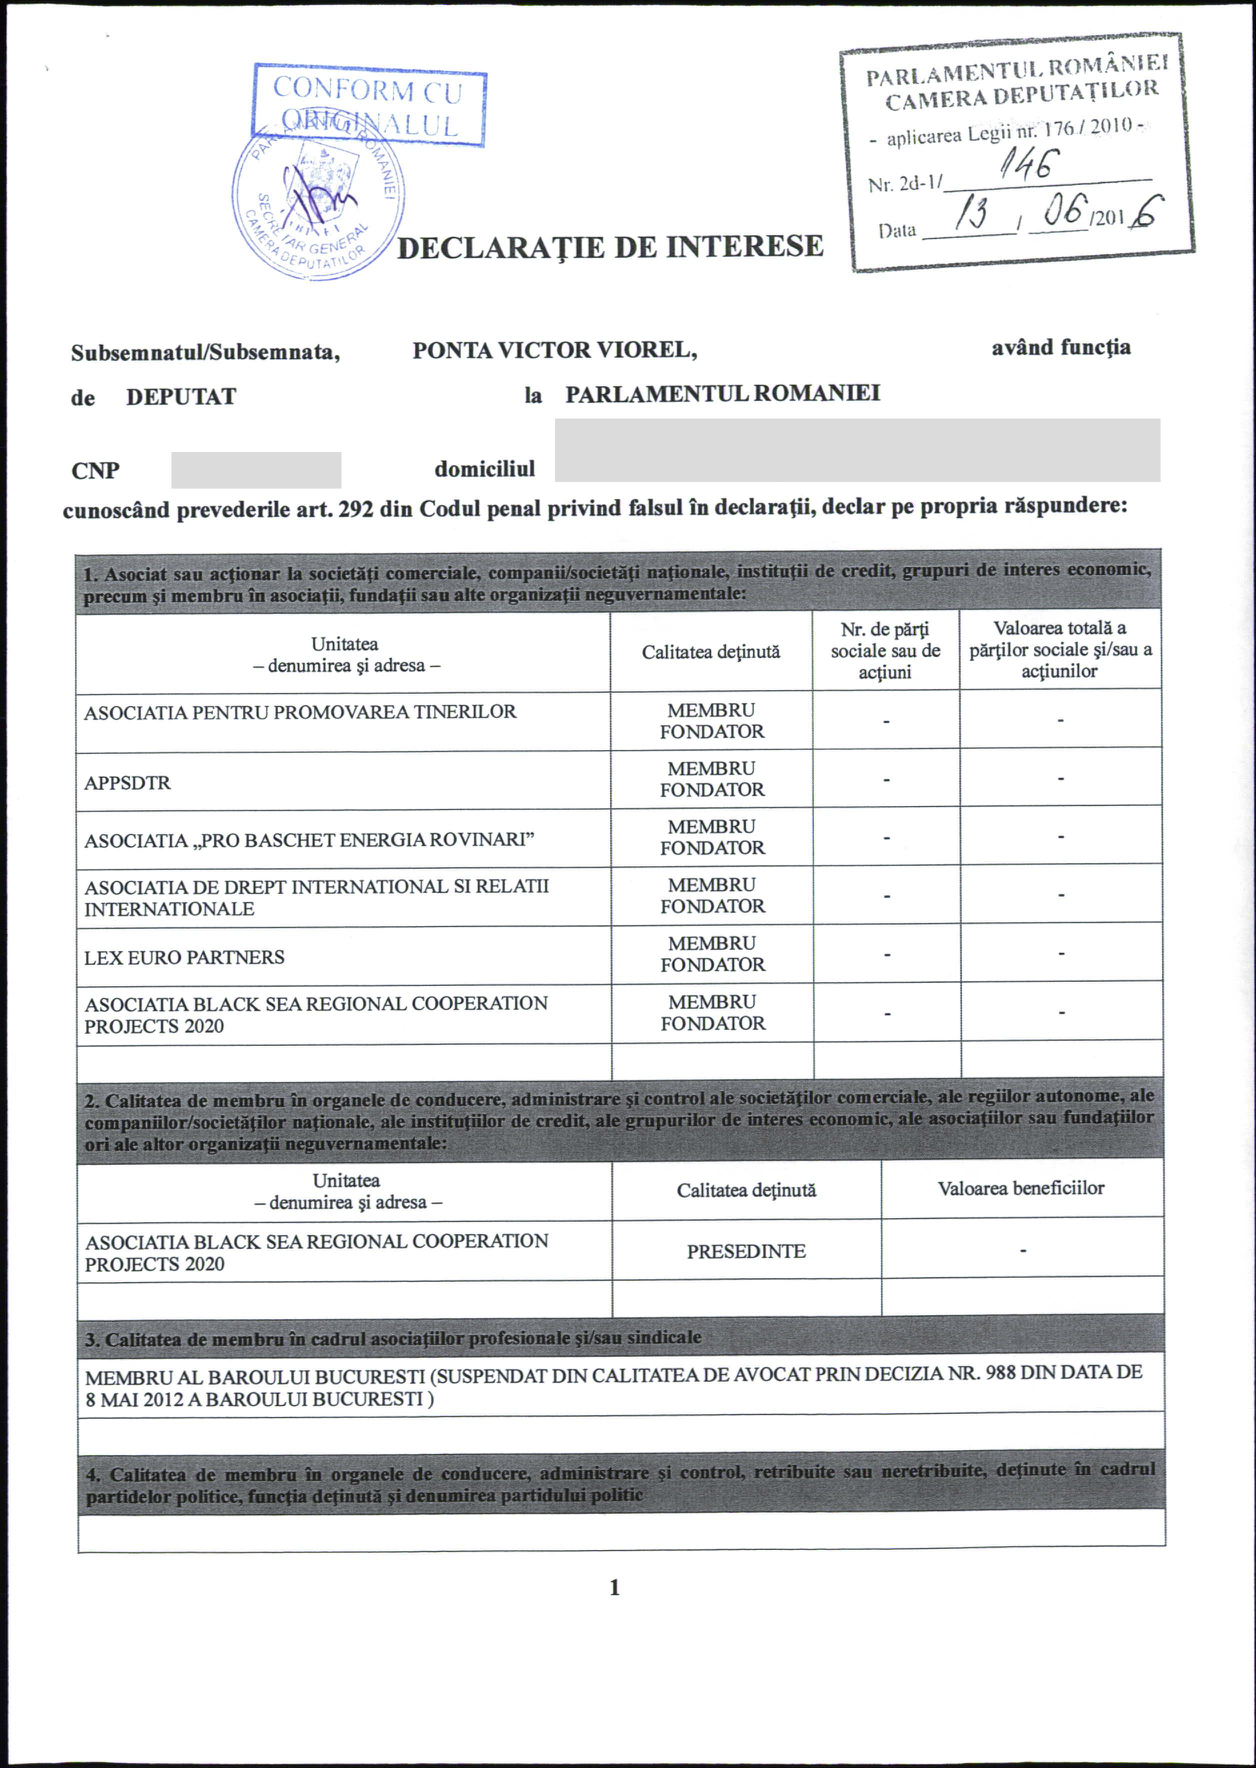 CONFORM CU
ORIGINALUL
PARLAMENTUL ROMANIEI
SECRETAR GENERAL
CAMERA DEPUTATILOR
PARLAMENTUL ROMÂNIEI
CAMERA DEPUTAȚILOR
- aplicarea Legii nr. 176 / 2010 -
Nr. 2d-1/ 146
Data 13 / 06 /2016
DECLARAŢIE DE INTERESE
Subsemnatul/Subsemnata, PONTA VICTOR VIOREL, având funcţia
de DEPUTAT la PARLAMENTUL ROMANIEI
CNP domiciliul
cunoscând prevederile art. 292 din Codul penal privind falsul în declaraţii, declar pe propria răspundere:
1. Asociat sau acţionar la societăţi comerciale, companii/societăţi naţionale, instituţii de credit, grupuri de interes economic,
precum şi membru în asociaţii, fundaţii sau alte organizaţii neguvernamentale:
Unitatea
– denumirea şi adresa –
Calitatea deţinută
Nr. de părţi
sociale sau de
acţiuni
Valoarea totală a
părţilor sociale şi/sau a
acţiunilor
ASOCIATIA PENTRU PROMOVAREA TINERILOR
MEMBRU
FONDATOR
- -
APPSDTR
MEMBRU
FONDATOR
- -
ASOCIATIA „PRO BASCHET ENERGIA ROVINARI”
MEMBRU
FONDATOR
- -
ASOCIATIA DE DREPT INTERNATIONAL SI RELATII
INTERNATIONALE
MEMBRU
FONDATOR
- -
LEX EURO PARTNERS
MEMBRU
FONDATOR
- -
ASOCIATIA BLACK SEA REGIONAL COOPERATION
PROJECTS 2020
MEMBRU
FONDATOR
- -
2. Calitatea de membru în organele de conducere, administrare şi control ale societăţilor comerciale, ale regiilor autonome, ale
companiilor/societăţilor naţionale, ale instituţiilor de credit, ale grupurilor de interes economic, ale asociaţiilor sau fundaţiilor
ori ale altor organizaţii neguvernamentale:
Unitatea
– denumirea şi adresa –
Calitatea deţinută
Valoarea beneficiilor
ASOCIATIA BLACK SEA REGIONAL COOPERATION
PROJECTS 2020
PRESEDINTE
-
3. Calitatea de membru în cadrul asociaţiilor profesionale şi/sau sindicale
MEMBRU AL BAROULUI BUCURESTI (SUSPENDAT DIN CALITATEA DE AVOCAT PRIN DECIZIA NR. 988 DIN DATA DE
8 MAI 2012 A BAROULUI BUCURESTI )
4. Calitatea de membru în organele de conducere, administrare şi control, retribuite sau neretribuite, deţinute în cadrul
partidelor politice, funcţia deţinută şi denumirea partidului politic
1